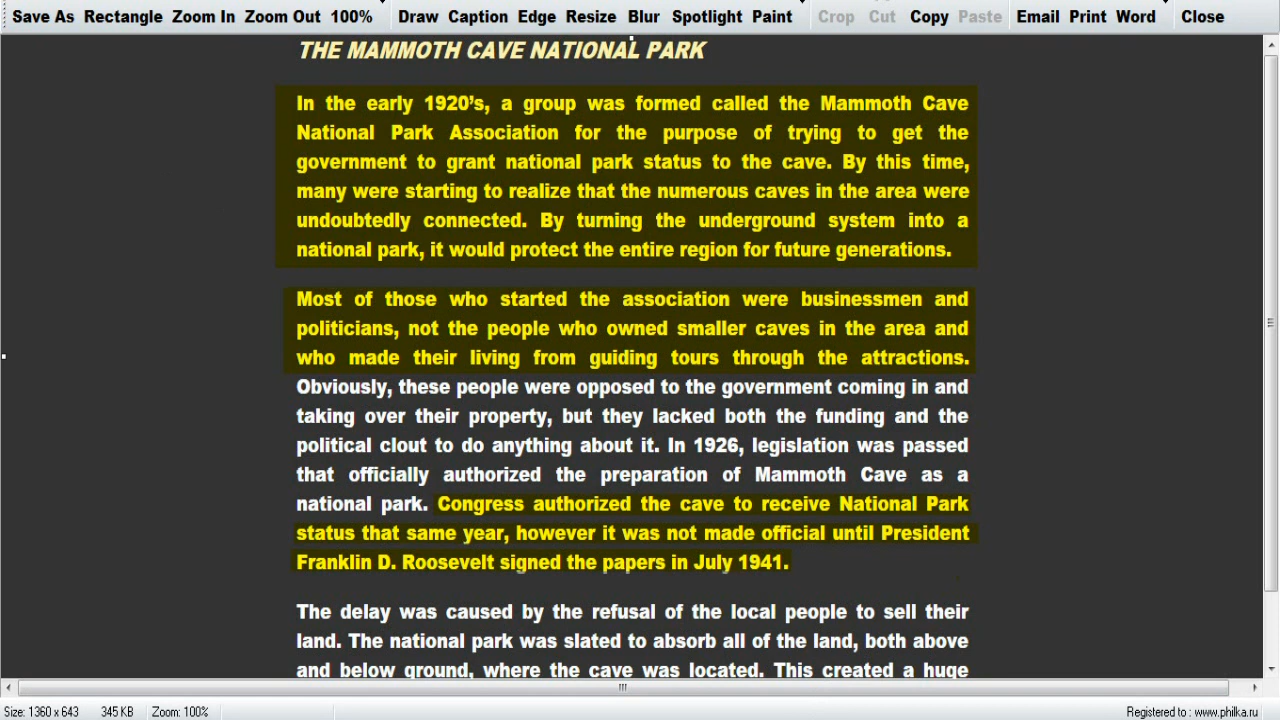 Save As Rectangle Zoom In Zoom Out 100% Draw Caption Edge Resize Blur Spotlight Paint Crop Cut Copy Paste Email Print Word Close
THE MAMMOTH CAVE NATIONAL PARK
In the early 1920's, a group was formed called the Mammoth Cave
National Park Association for the purpose of trying to get the
government to grant national park status to the cave. By this time,
many were starting to realize that the numerous caves in the area were
undoubtedly connected. By turning the underground system into a
national park, it would protect the entire region for future generations.
Most of those who started the association were businessmen and
politicians, not the people who owned smaller caves in the area and
who made their living from guiding tours through the attractions.
Obviously, these people were opposed to the government coming in and
taking over their property, but they lacked both the funding and the
political clout to do anything about it. In 1926, legislation was passed
that officially authorized the preparation of Mammoth Cave as a
national park. Congress authorized the cave to receive National Park
status that same year, however it was not made official until President
Franklin D. Roosevelt signed the papers in July 1941.
The delay was caused by the refusal of the local people to sell their
land. The national park was slated to absorb all of the land, both above
and below ground, where the cave was located. This created a huge
Size: 1360 x 643 345 KB Zoom: 100% Registered to : www.philka.ru